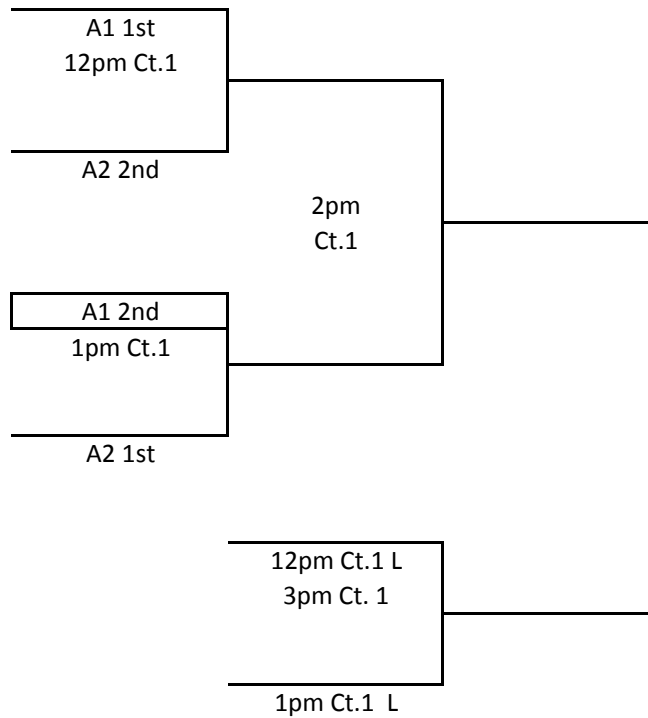 A1 1st
12pm Ct.1
A2 2nd
2pm
Ct.1
A1 2nd
1pm Ct.1
A2 1st
12pm Ct.1 L
3pm Ct. 1
1pm Ct.1  L